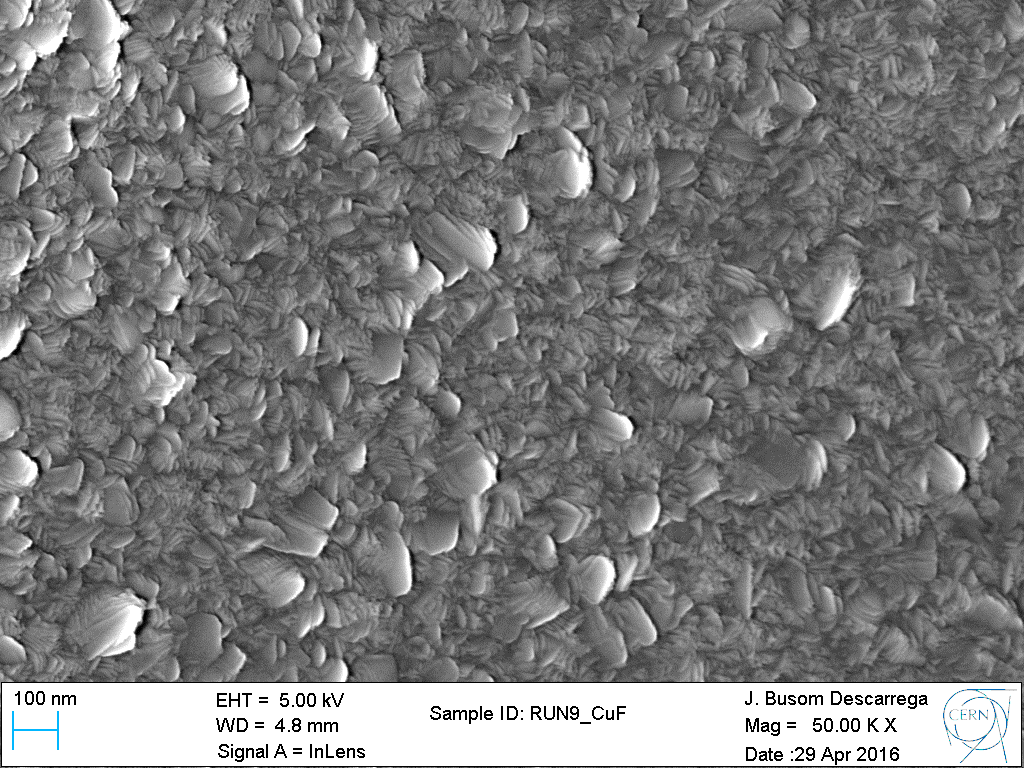 100 nm
EHT = 5.00 kV
WD = 4.8 mm
Signal A = InLens
Sample ID: RUN9_CuF
J. Busom Descarrega
Mag = 50.00 K X
Date :29 Apr 2016
CERN